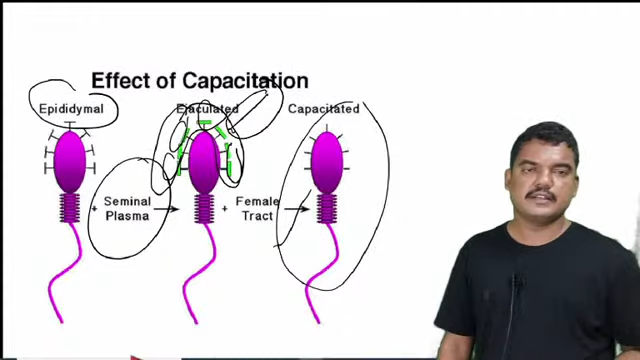 Effect of Capacitation
Epididymal
Ejaculated
Capacitated
+ Seminal Plasma
+ Female Tract